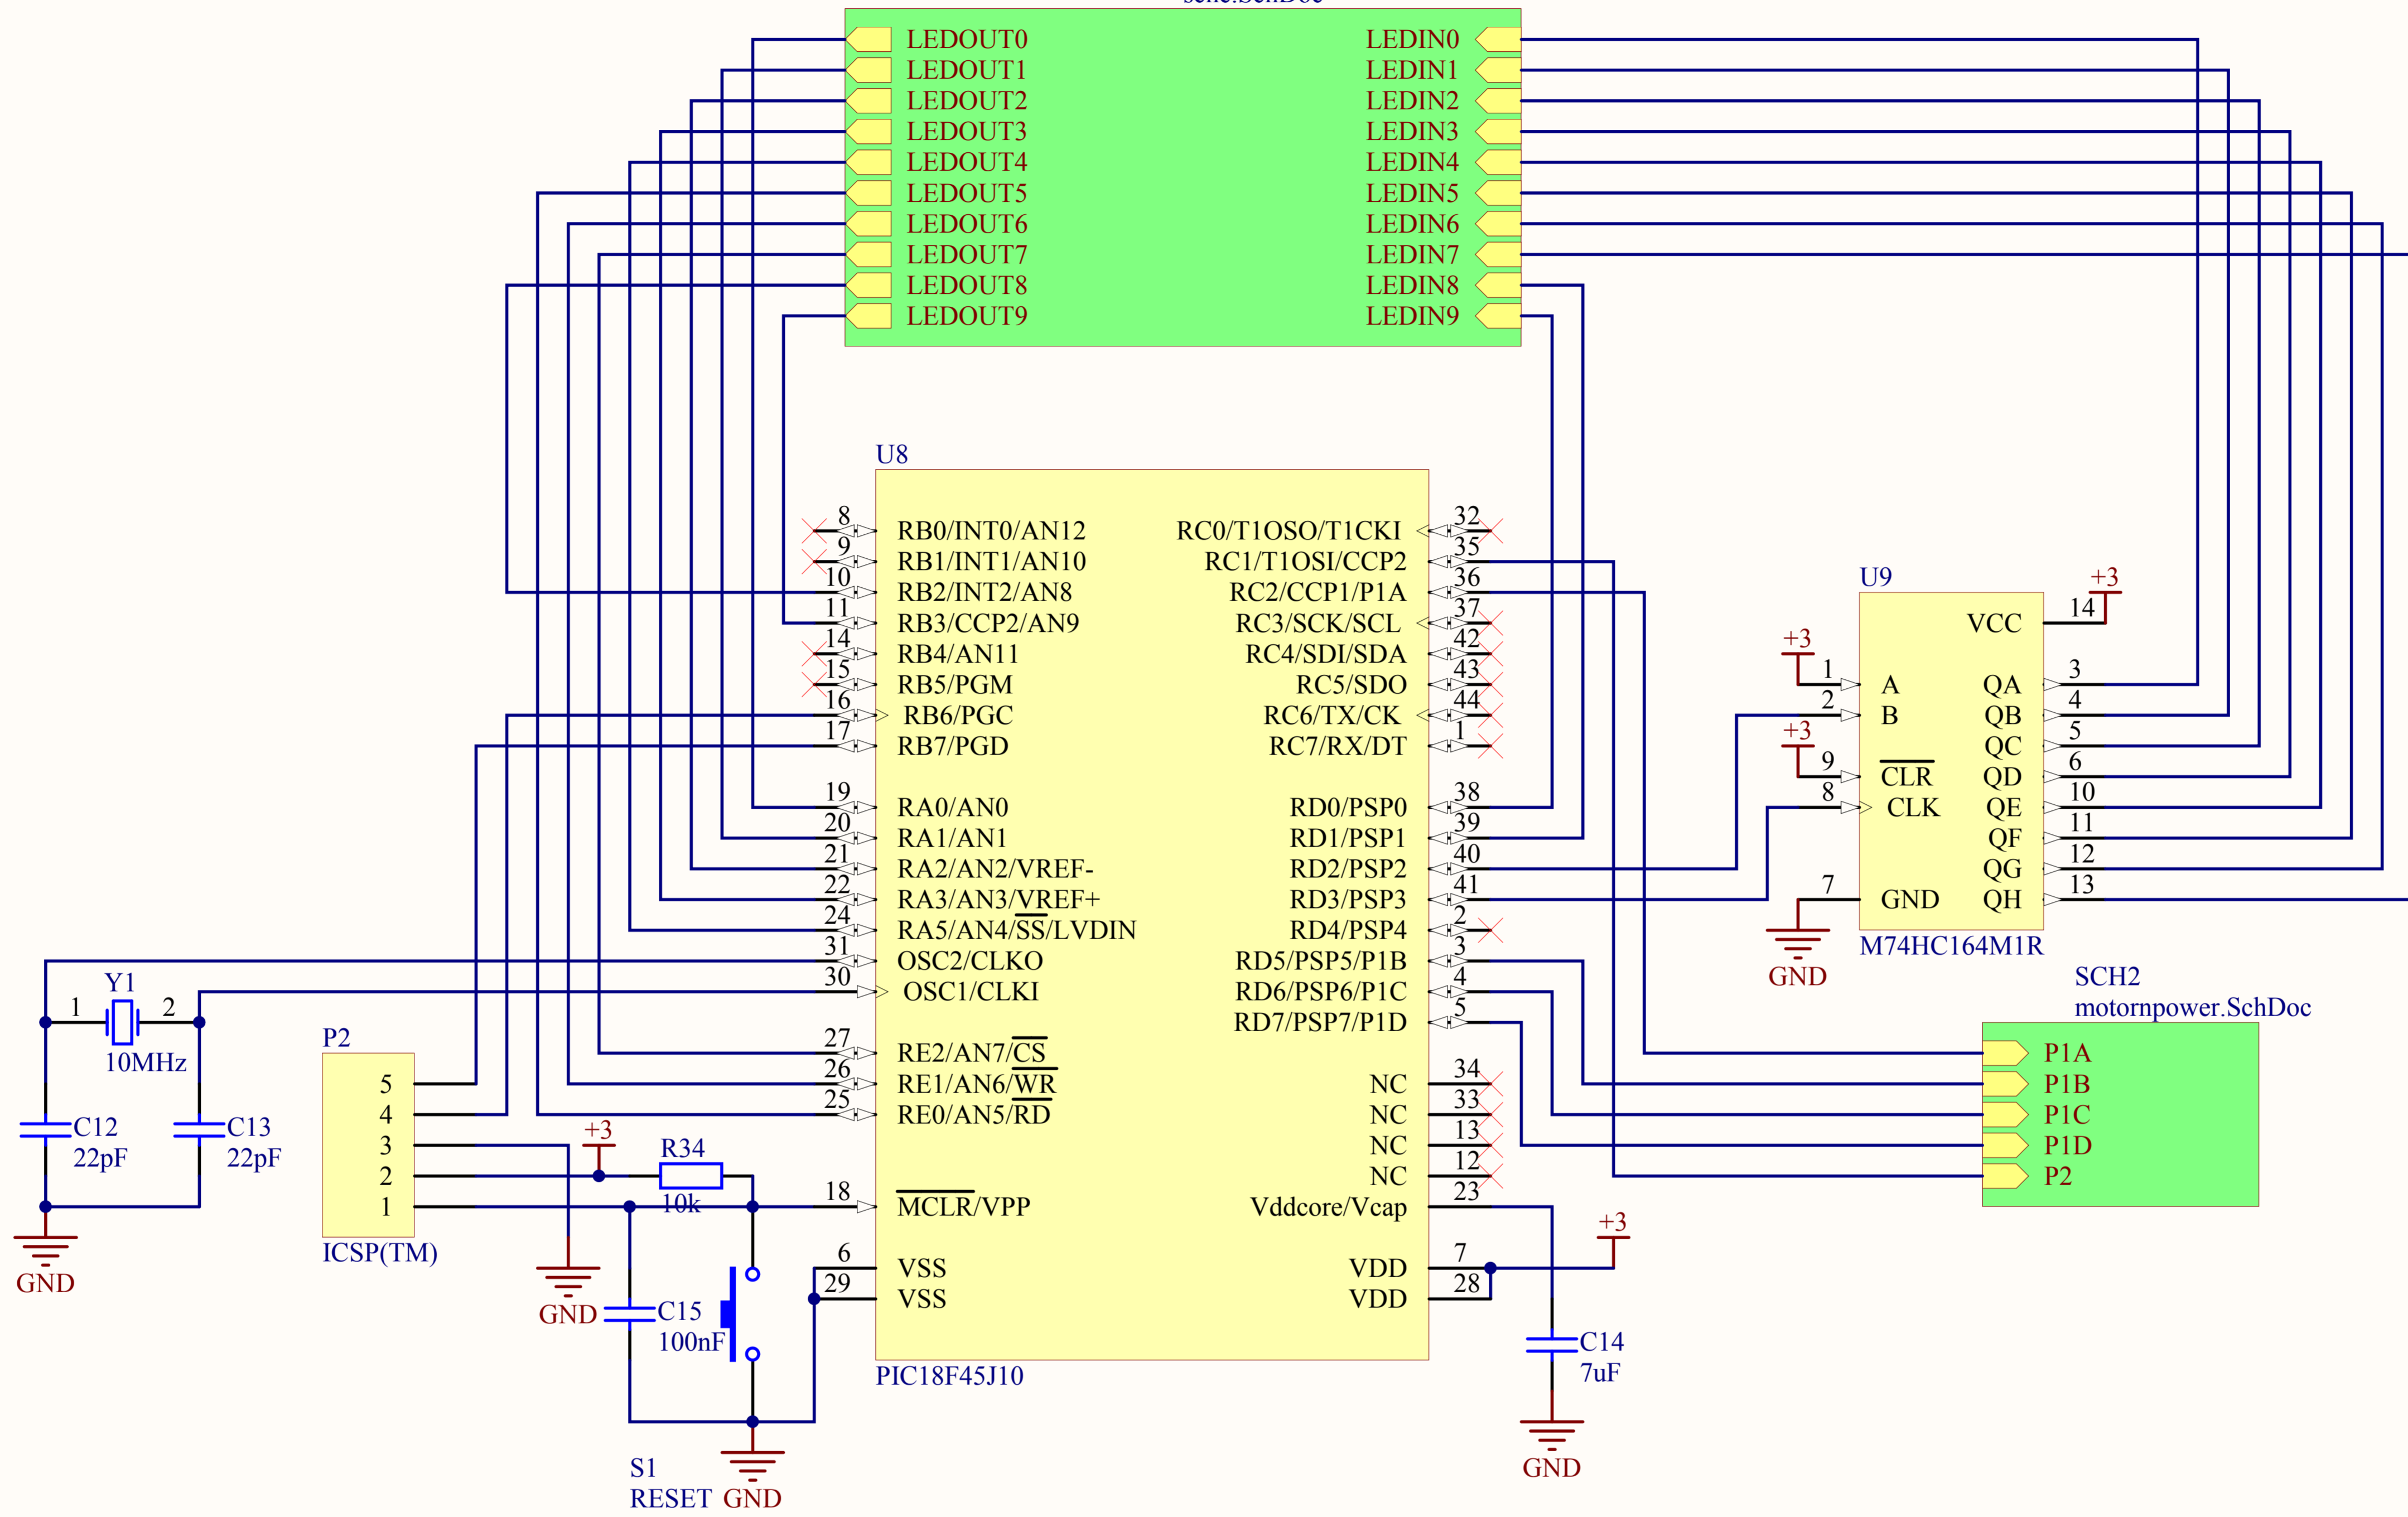 LEDOUT0 LEDIN0
LEDOUT1 LEDIN1
LEDOUT2 LEDIN2
LEDOUT3 LEDIN3
LEDOUT4 LEDIN4
LEDOUT5 LEDIN5
LEDOUT6 LEDIN6
LEDOUT7 LEDIN7
LEDOUT8 LEDIN8
LEDOUT9 LEDIN9
U8
8 RB0/INT0/AN12 RC0/T1OSO/T1CKI 32
9 RB1/INT1/AN10 RC1/T1OSI/CCP2 35
10 RB2/INT2/AN8 RC2/CCP1/P1A 36
11 RB3/CCP2/AN9 RC3/SCK/SCL 37
14 RB4/AN11 RC4/SDI/SDA 42
15 RB5/PGM RC5/SDO 43
16 RB6/PGC RC6/TX/CK 44
17 RB7/PGD RC7/RX/DT 1
19 RA0/AN0 RD0/PSP0 38
20 RA1/AN1 RD1/PSP1 39
21 RA2/AN2/VREF- RD2/PSP2 40
22 RA3/AN3/VREF+ RD3/PSP3 41
24 RA5/AN4/SS/LVDIN RD4/PSP4 2
31 OSC2/CLKO RD5/PSP5/P1B 3
30 OSC1/CLKI RD6/PSP6/P1C 4
RD7/PSP7/P1D 5
27 RE2/AN7/CS
26 RE1/AN6/WR NC 34
25 RE0/AN5/RD NC 33
NC 13
NC 12
18 MCLR/VPP Vddcore/Vcap 23
6 VSS VDD 7
29 VSS VDD 28
PIC18F45J10
U9
+3
VCC 14
+3
1 A QA 3
2 B QB 4
+3
QC 5
9 CLR QD 6
8 CLK QE 10
QF 11
QG 12
7 GND QH 13
M74HC164M1R
GND
SCH2
motornpower.SchDoc
P1A
P1B
P1C
P1D
P2
Y1
1 2
10MHz
C12
22pF
C13
22pF
GND
P2
5
4
3
2
1
ICSP(TM)
+3
R34
10k
GND
C15
100nF
S1
RESET
GND
+3
C14
7uF
GND